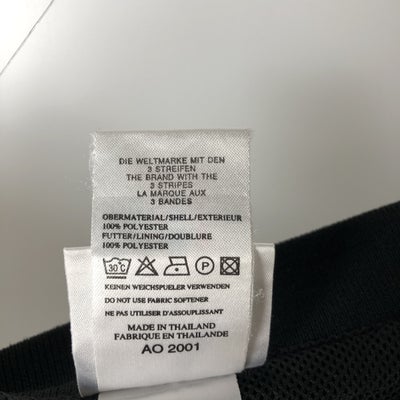 DIE WELTMARKE MIT DEN
3 STREIFEN
THE BRAND WITH THE
3 STRIPES
LA MARQUE AUX
3 BANDES
OBERMATERIAL/SHELL/EXTERIEUR
100% POLYESTER
FUTTER/LINING/DOUBLURE
100% POLYESTER
30°C P
KEINEN WEICHSPUELER VERWENDEN
DO NOT USE FABRIC SOFTENER
NE PAS UTILISER D'ASSOUPLISSANT
MADE IN THAILAND
FABRIQUE EN THAILANDE
AO 2001